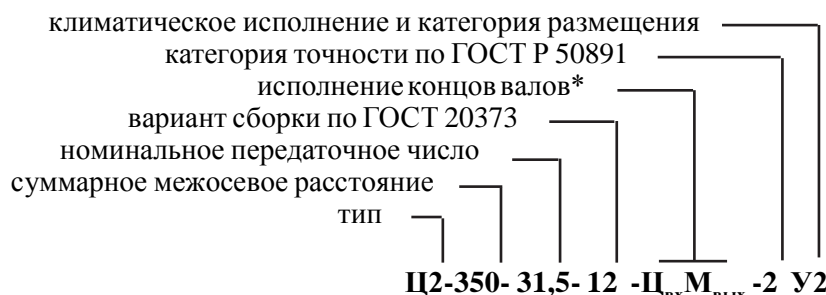 климатическое исполнение и категория размещения
категория точности по ГОСТ Р 50891
исполнение концов валов*
вариант сборки по ГОСТ 20373
номинальное передаточное число
суммарное межосевое расстояние
тип
Ц2-350- 31,5- 12 -ЦвхМвых -2 У2